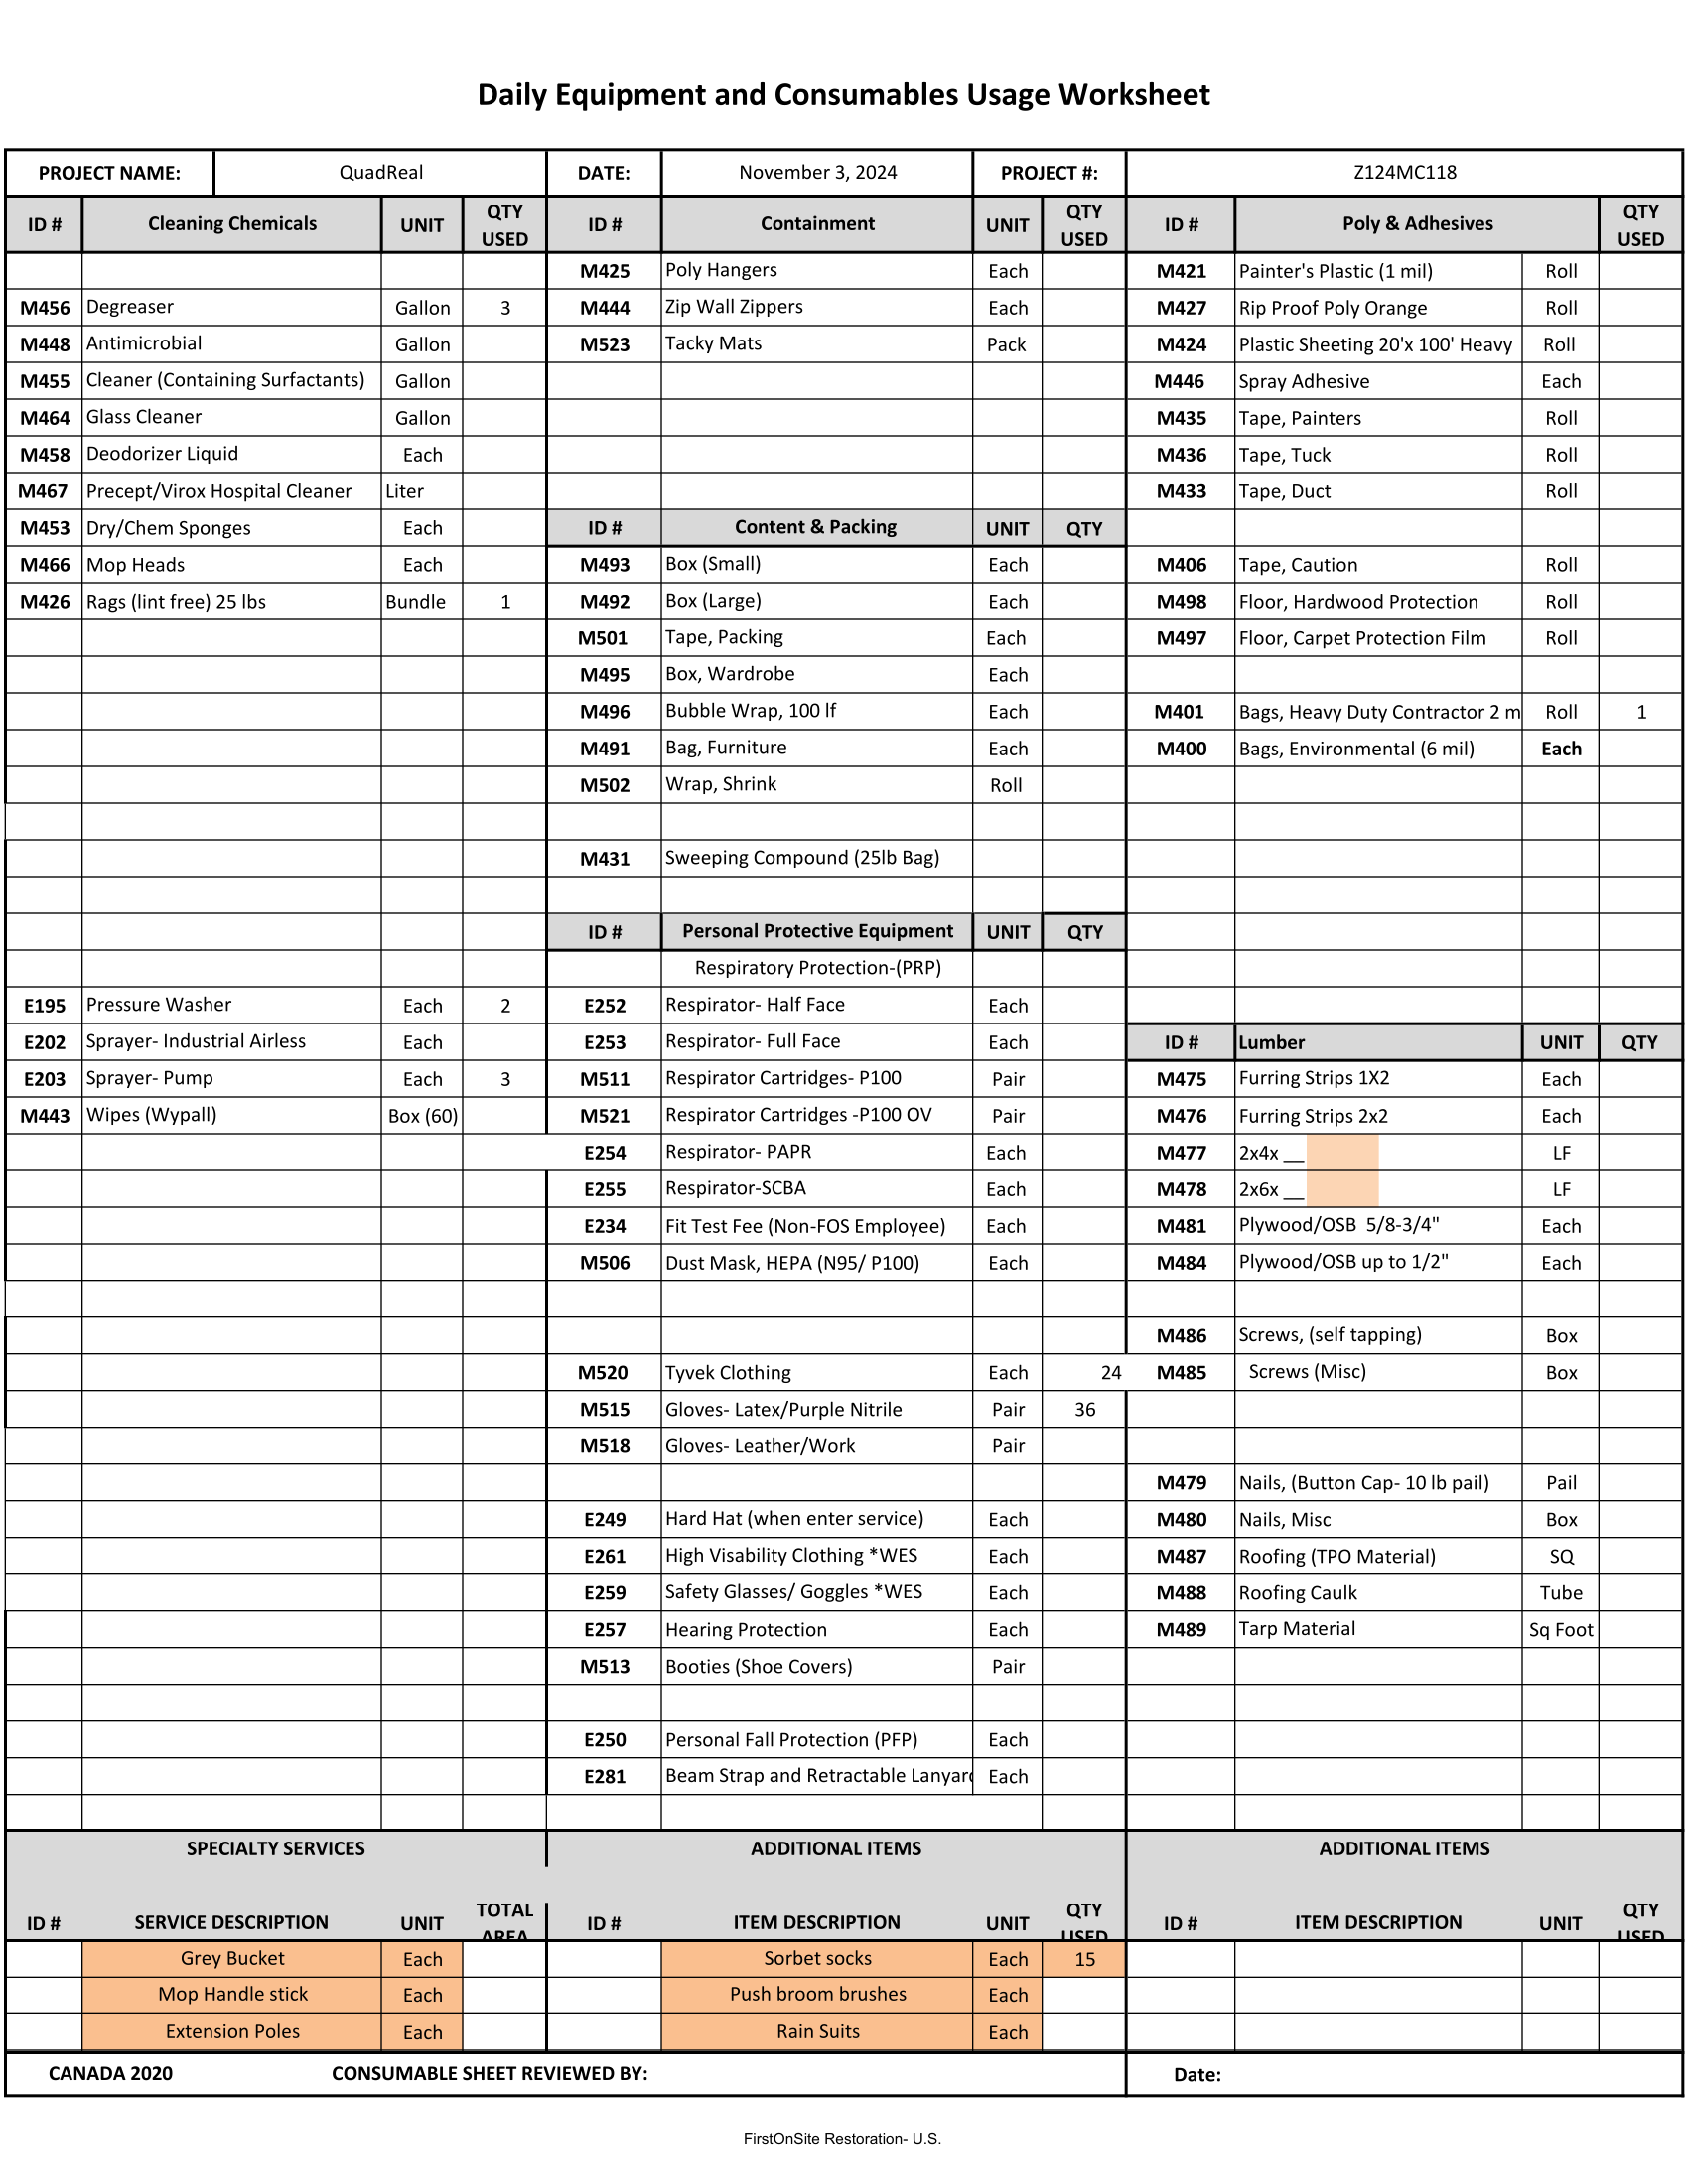 Daily Equipment and Consumables Usage Worksheet
PROJECT NAME: QuadReal DATE: November 3, 2024 PROJECT #: Z124MC118
ID # Cleaning Chemicals UNIT QTY USED ID # Containment UNIT QTY USED ID # Poly & Adhesives QTY USED
M425 Poly Hangers Each M421 Painter's Plastic (1 mil) Roll
M456 Degreaser Gallon 3 M444 Zip Wall Zippers Each M427 Rip Proof Poly Orange Roll
M448 Antimicrobial Gallon M523 Tacky Mats Pack M424 Plastic Sheeting 20'x 100' Heavy Roll
M455 Cleaner (Containing Surfactants) Gallon M446 Spray Adhesive Each
M464 Glass Cleaner Gallon M435 Tape, Painters Roll
M458 Deodorizer Liquid Each M436 Tape, Tuck Roll
M467 Precept/Virox Hospital Cleaner Liter M433 Tape, Duct Roll
M453 Dry/Chem Sponges Each ID # Content & Packing UNIT QTY
M466 Mop Heads Each M493 Box (Small) Each M406 Tape, Caution Roll
M426 Rags (lint free) 25 lbs Bundle 1 M492 Box (Large) Each M498 Floor, Hardwood Protection Roll
M501 Tape, Packing Each M497 Floor, Carpet Protection Film Roll
M495 Box, Wardrobe Each
M496 Bubble Wrap, 100 lf Each M401 Bags, Heavy Duty Contractor 2 m Roll 1
M491 Bag, Furniture Each M400 Bags, Environmental (6 mil) Each
M502 Wrap, Shrink Roll
M431 Sweeping Compound (25lb Bag)
ID # Personal Protective Equipment UNIT QTY
Respiratory Protection-(PRP)
E195 Pressure Washer Each 2 E252 Respirator- Half Face Each
E202 Sprayer- Industrial Airless Each E253 Respirator- Full Face Each ID # Lumber UNIT QTY
E203 Sprayer- Pump Each 3 M511 Respirator Cartridges- P100 Pair M475 Furring Strips 1X2 Each
M443 Wipes (Wypall) Box (60) M521 Respirator Cartridges -P100 OV Pair M476 Furring Strips 2x2 Each
E254 Respirator- PAPR Each M477 2x4x __ LF
E255 Respirator-SCBA Each M478 2x6x __ LF
E234 Fit Test Fee (Non-FOS Employee) Each M481 Plywood/OSB 5/8-3/4" Each
M506 Dust Mask, HEPA (N95/ P100) Each M484 Plywood/OSB up to 1/2" Each
M486 Screws, (self tapping) Box
M520 Tyvek Clothing Each 24 M485 Screws (Misc) Box
M515 Gloves- Latex/Purple Nitrile Pair 36
M518 Gloves- Leather/Work Pair
M479 Nails, (Button Cap- 10 lb pail) Pail
E249 Hard Hat (when enter service) Each M480 Nails, Misc Box
E261 High Visability Clothing *WES Each M487 Roofing (TPO Material) SQ
E259 Safety Glasses/ Goggles *WES Each M488 Roofing Caulk Tube
E257 Hearing Protection Each M489 Tarp Material Sq Foot
M513 Booties (Shoe Covers) Pair
E250 Personal Fall Protection (PFP) Each
E281 Beam Strap and Retractable Lanyard Each
SPECIALTY SERVICES ADDITIONAL ITEMS ADDITIONAL ITEMS
ID # SERVICE DESCRIPTION UNIT TOTAL AREA ID # ITEM DESCRIPTION UNIT QTY USED ID # ITEM DESCRIPTION UNIT QTY USED
Grey Bucket Each Sorbet socks Each 15
Mop Handle stick Each Push broom brushes Each
Extension Poles Each Rain Suits Each
CANADA 2020 CONSUMABLE SHEET REVIEWED BY: Date:
FirstOnSite Restoration- U.S.